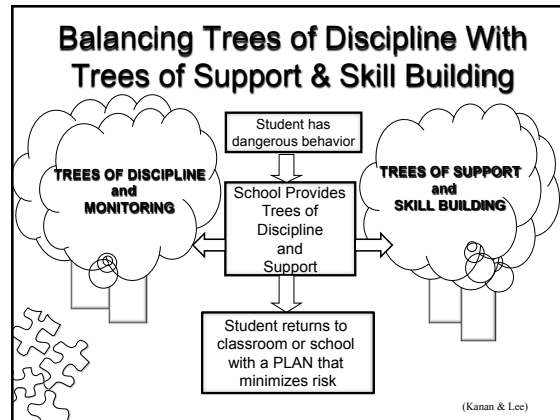 Balancing Trees of Discipline With
Trees of Support & Skill Building
Student has
dangerous behavior
TREES OF DISCIPLINE
and
MONITORING
School Provides
Trees of
Discipline
and
Support
TREES OF SUPPORT
and
SKILL BUILDING
Student returns to
classroom or school
with a PLAN that
minimizes risk
(Kanan & Lee)